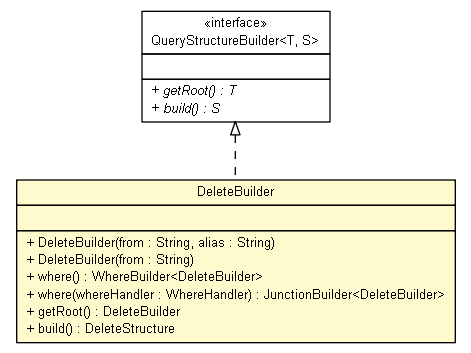 «interface»
QueryStructureBuilder<T, S>
+ getRoot() : T
+ build() : S
DeleteBuilder
+ DeleteBuilder(from : String, alias : String)
+ DeleteBuilder(from : String)
+ where() : WhereBuilder<DeleteBuilder>
+ where(whereHandler : WhereHandler) : JunctionBuilder<DeleteBuilder>
+ getRoot() : DeleteBuilder
+ build() : DeleteStructure